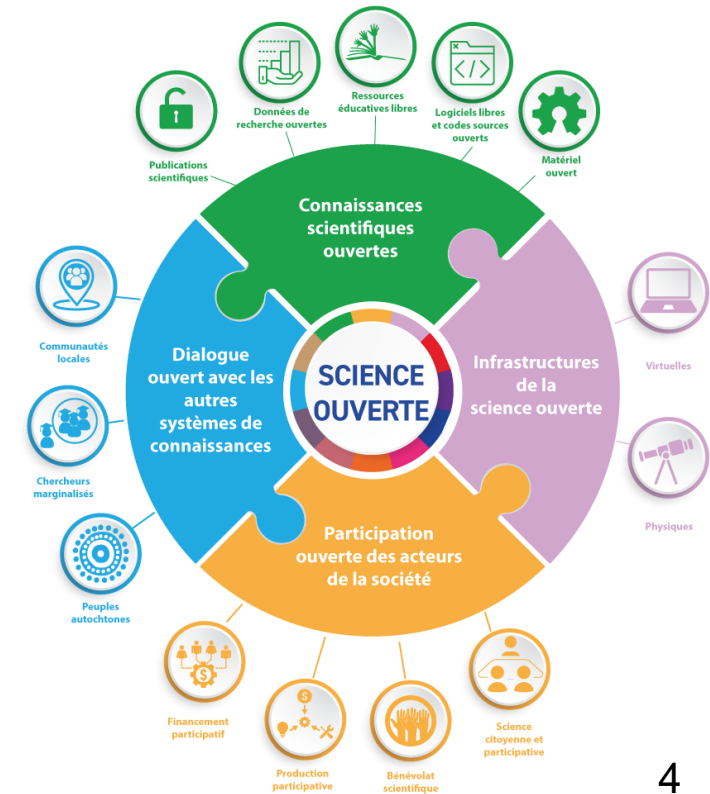 Publications
scientifiques
Données de
recherche ouvertes
Ressources
éducatives libres
Logiciels libres
et codes sources
ouverts
Matériel
ouvert
Connaissances
scientifiques
ouvertes
Communautés
locales
Chercheurs
marginalisés
Peuples
autochtones
Dialogue
ouvert avec les
autres
systèmes de
connaissances
SCIENCE
OUVERTE
Infrastructures
de la
science ouverte
Virtuelles
Physiques
Participation
ouverte des acteurs
de la société
Financement
participatif
Production
participative
Bénévolat
scientifique
Science
citoyenne et
participative
$
$
</>
4